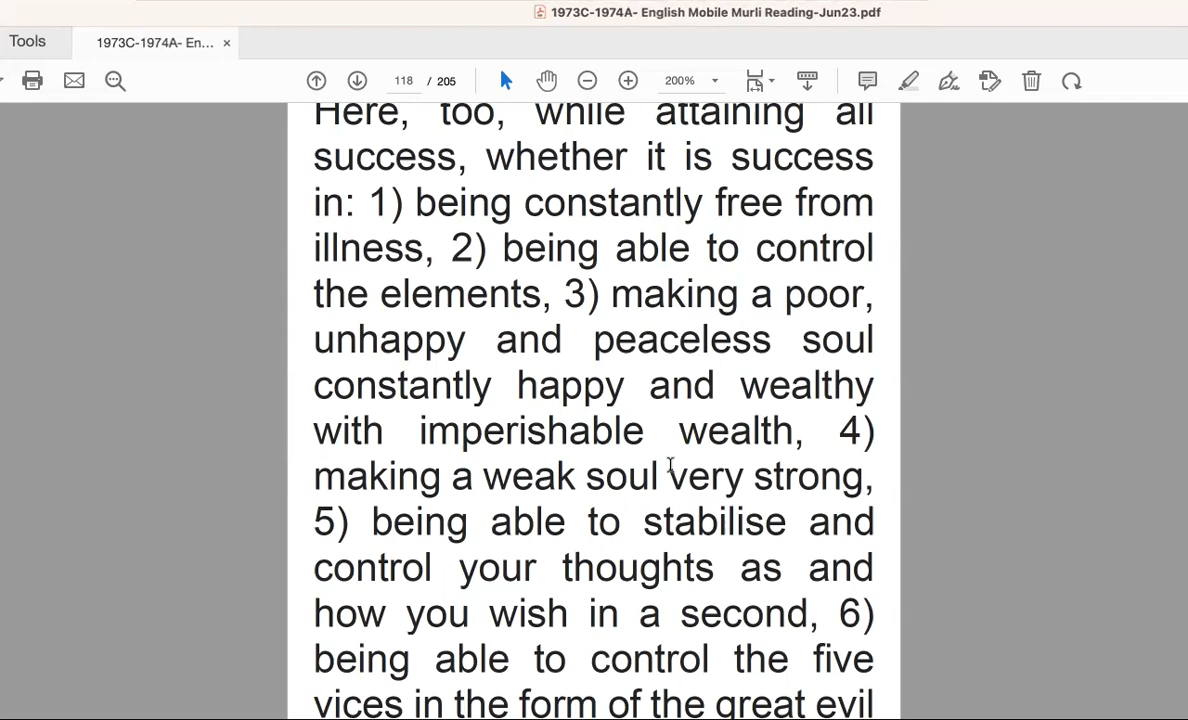 1973C-1974A- English Mobile Murli Reading-Jun23.pdf
Tools
1973C-1974A- En... ×
118 / 205
200%
Here, too, while attaining all
success, whether it is success
in: 1) being constantly free from
illness, 2) being able to control
the elements, 3) making a poor,
unhappy and peaceless soul
constantly happy and wealthy
with imperishable wealth, 4)
making a weak soul very strong,
5) being able to stabilise and
control your thoughts as and
how you wish in a second, 6)
being able to control the five
vices in the form of the great evil